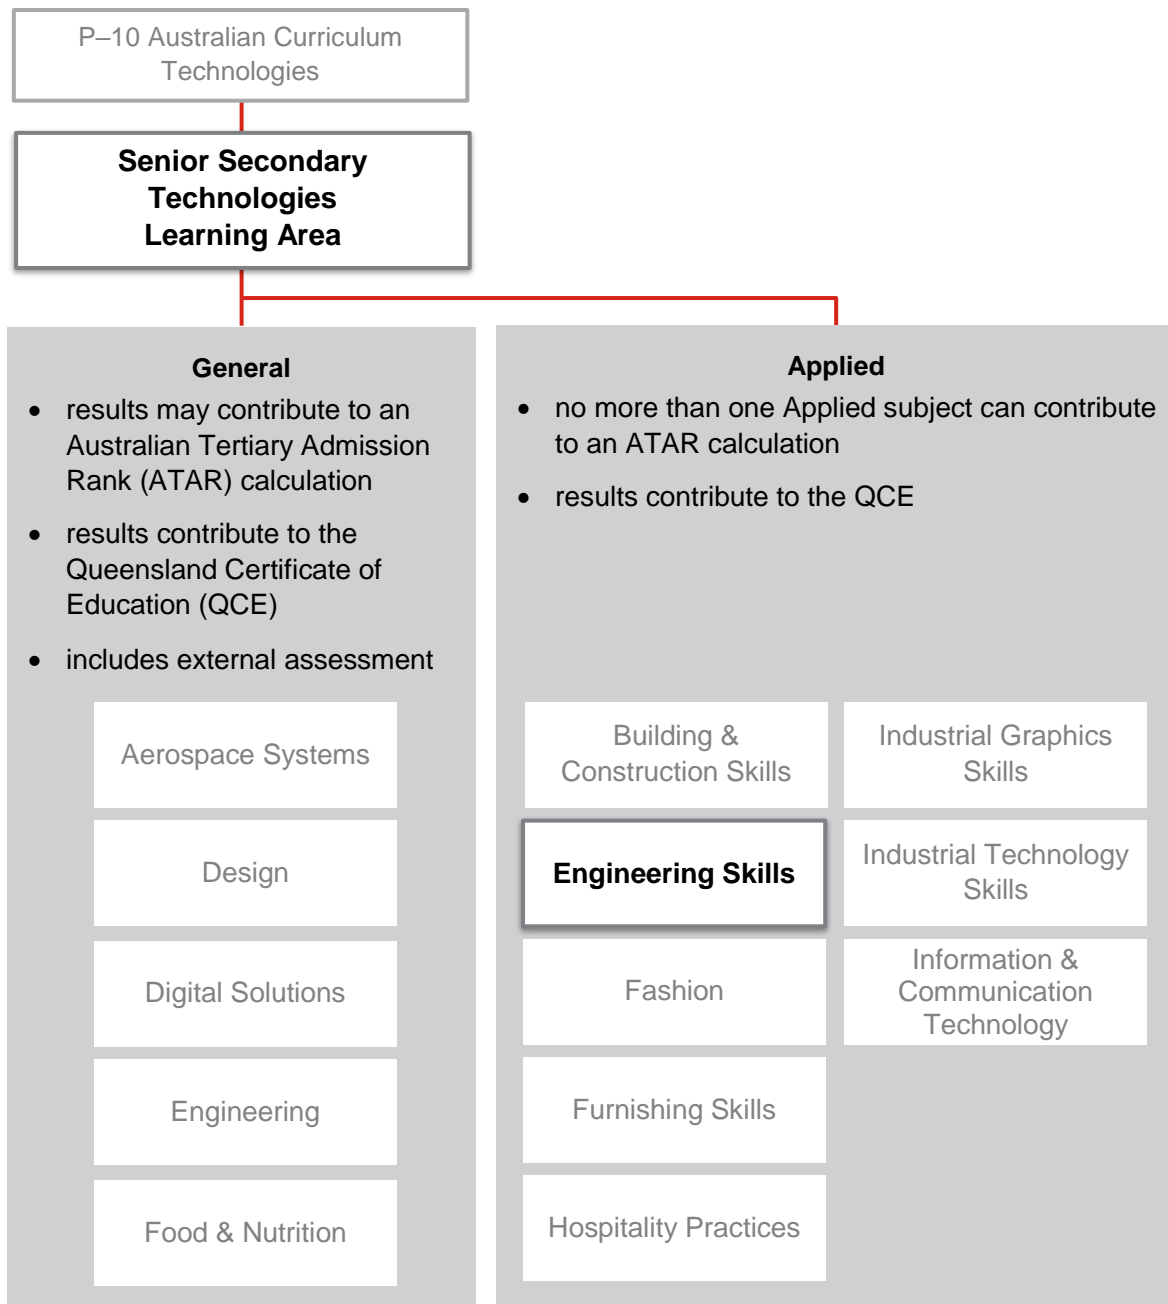 P–10 Australian Curriculum
Technologies
Senior Secondary
Technologies
Learning Area
General
• results may contribute to an
Australian Tertiary Admission
Rank (ATAR) calculation
• results contribute to the
Queensland Certificate of
Education (QCE)
• includes external assessment
Aerospace Systems
Design
Digital Solutions
Engineering
Food & Nutrition
Applied
• no more than one Applied subject can contribute
to an ATAR calculation
• results contribute to the QCE
Building &
Construction Skills
Engineering Skills
Fashion
Furnishing Skills
Hospitality Practices
Industrial Graphics
Skills
Industrial Technology
Skills
Information &
Communication
Technology